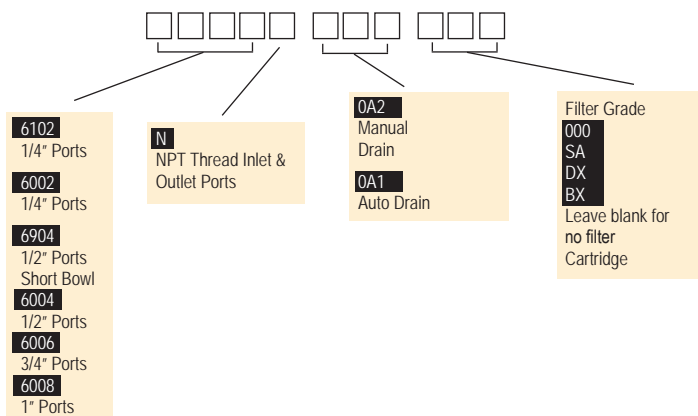 6102
1/4" Ports
6002
1/4" Ports
6904
1/2" Ports
Short Bowl
6004
1/2" Ports
6006
3/4" Ports
6008
1" Ports
N
NPT Thread Inlet &
Outlet Ports
0A2
Manual
Drain
0A1
Auto Drain
Filter Grade
000
SA
DX
BX
Leave blank for
no filter
Cartridge